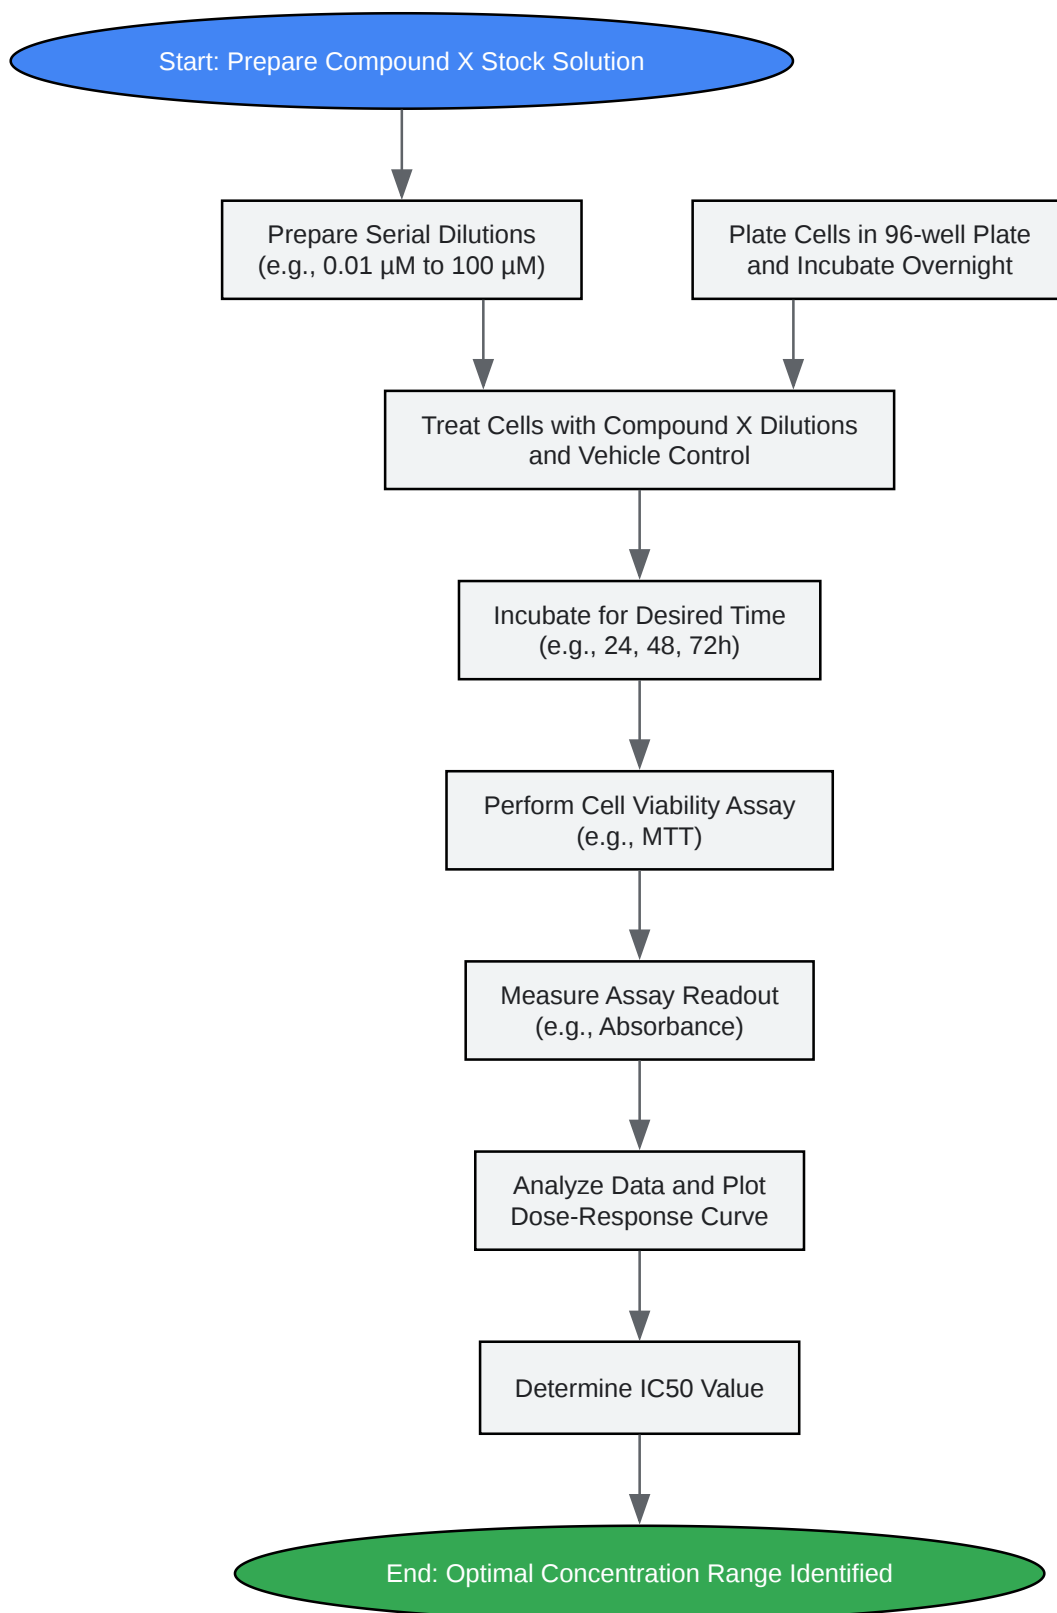 Start: Prepare Compound X Stock Solution
Prepare Serial Dilutions
(e.g., 0.01 µM to 100 µM)
Plate Cells in 96-well Plate
and Incubate Overnight
Treat Cells with Compound X Dilutions
and Vehicle Control
Incubate for Desired Time
(e.g., 24, 48, 72h)
Perform Cell Viability Assay
(e.g., MTT)
Measure Assay Readout
(e.g., Absorbance)
Analyze Data and Plot
Dose-Response Curve
Determine IC50 Value
End: Optimal Concentration Range Identified